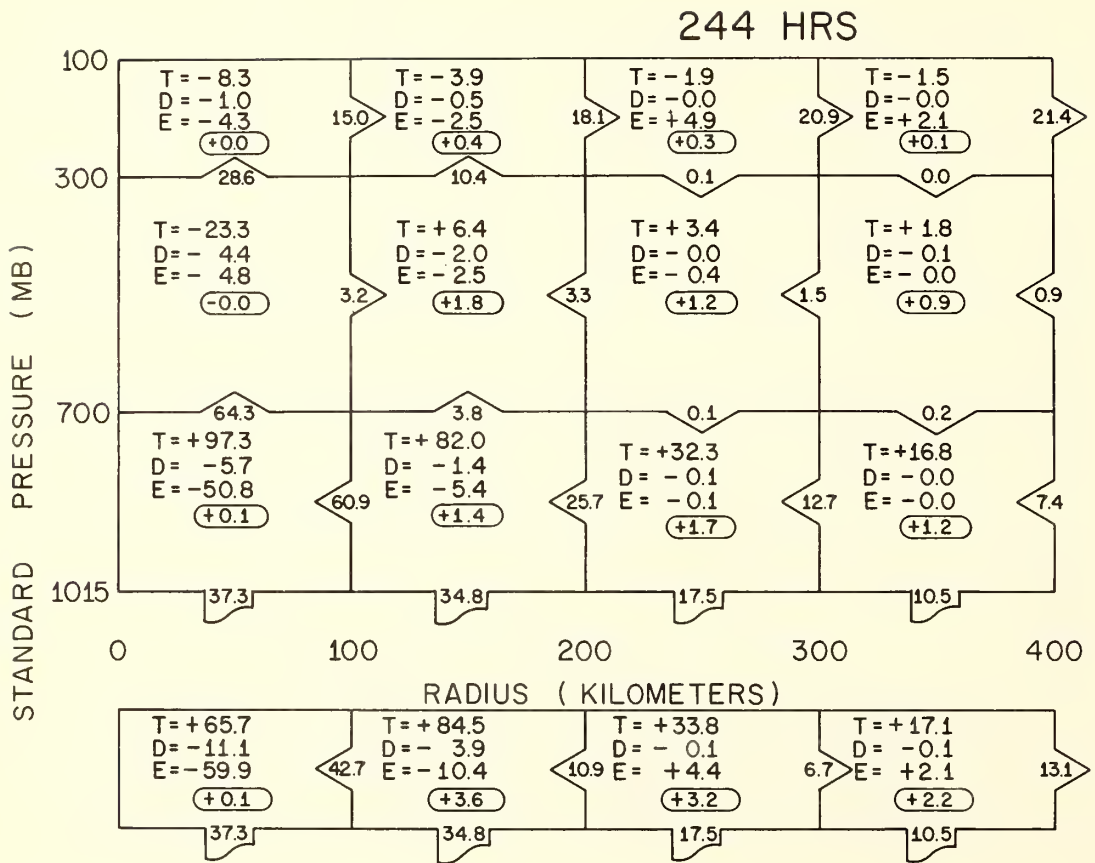 244 HRS
STANDARD PRESSURE (MB)
100
T = - 8.3
D = - 1.0
E = - 4.3
+0.0
15.0
T = - 3.9
D = - 0.5
E = - 2.5
+0.4
18.1
T = - 1.9
D = - 0.0
E = + 4.9
+0.3
20.9
T = - 1.5
D = - 0.0
E = + 2.1
+0.1
21.4
300
28.6
10.4
0.1
0.0
T = -23.3
D = - 4.4
E = - 4.8
-0.0
3.2
T = + 6.4
D = - 2.0
E = - 2.5
+1.8
3.3
T = + 3.4
D = - 0.0
E = - 0.4
+1.2
1.5
T = + 1.8
D = - 0.1
E = - 0.0
+0.9
0.9
700
64.3
3.8
0.1
0.2
T = +97.3
D = -5.7
E = -50.8
+0.1
60.9
T = + 82.0
D = - 1.4
E = - 5.4
+1.4
25.7
T = +32.3
D = - 0.1
E = - 0.1
+1.7
12.7
T = +16.8
D = -0.0
E = -0.0
+1.2
7.4
1015
37.3
34.8
17.5
10.5
0 100 200 300 400
RADIUS (KILOMETERS)
T = + 65.7
D = -11.1
E = -59.9
+0.1
42.7
T = +84.5
D = - 3.9
E = -10.4
+3.6
10.9
T = +33.8
D = - 0.1
E = +4.4
+3.2
6.7
T = +17.1
D = -0.1
E = +2.1
+2.2
13.1
37.3
34.8
17.5
10.5